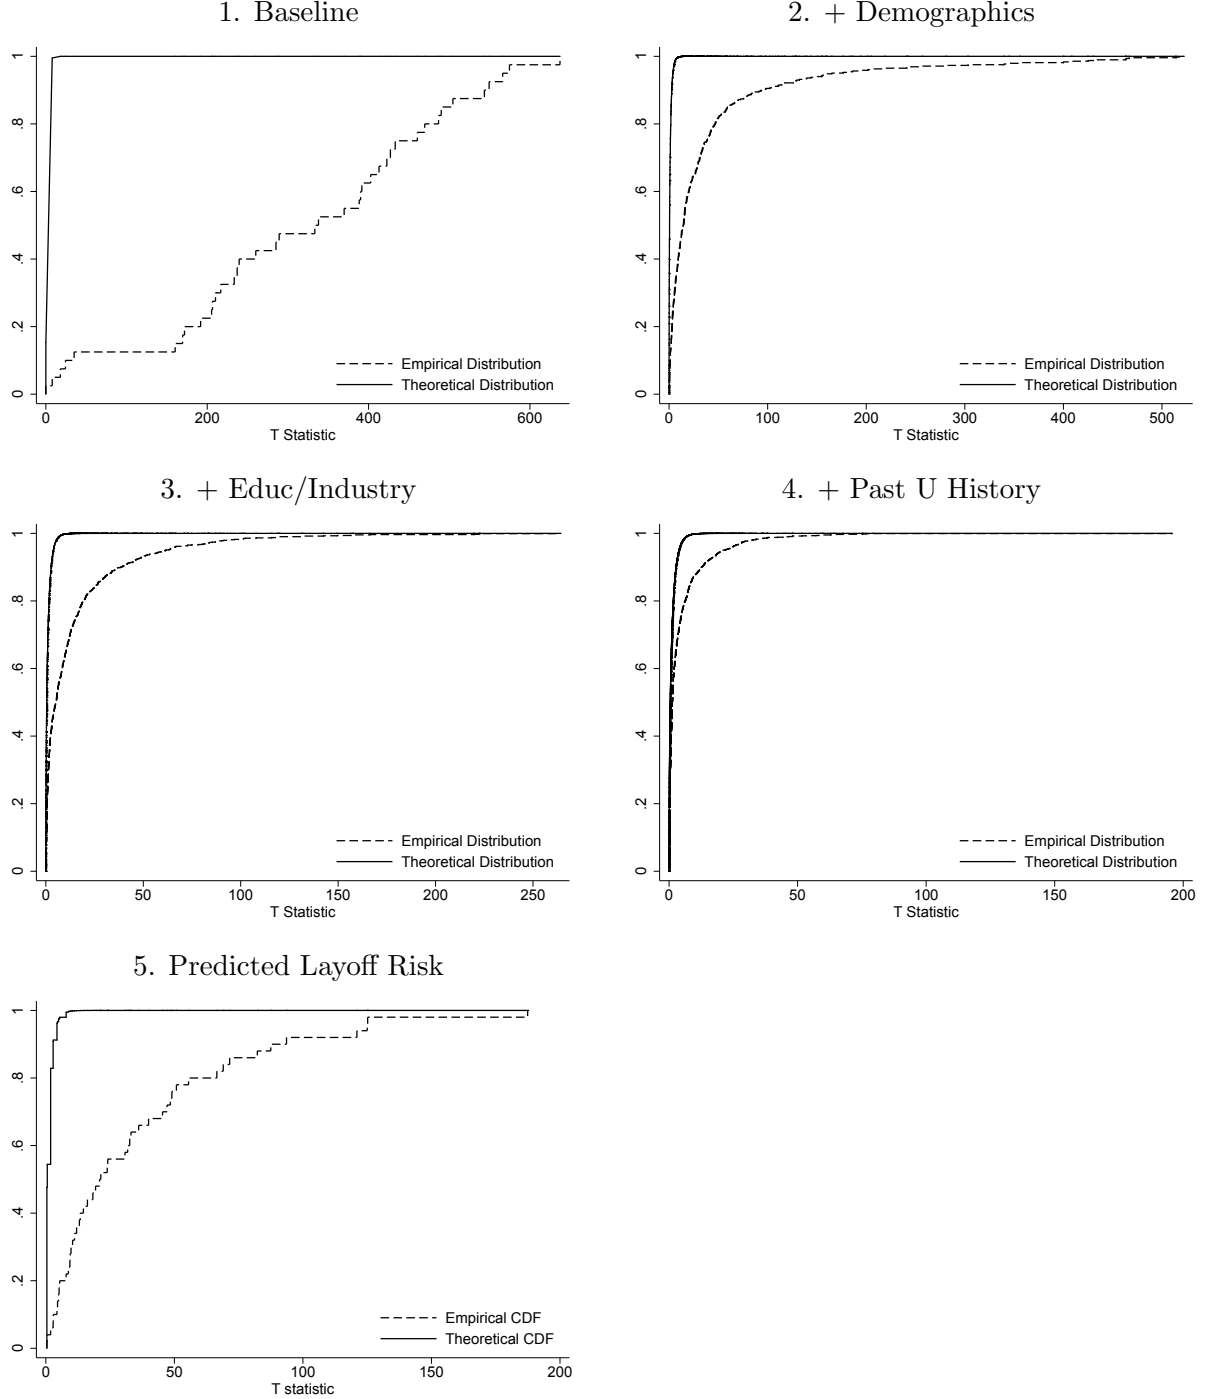 1. Baseline
1
.8
.6
.4
.2
0
Empirical Distribution
Theoretical Distribution
0 200 400 600
T Statistic
2. + Demographics
1
.8
.6
.4
.2
0
Empirical Distribution
Theoretical Distribution
0 100 200 300 400 500
T Statistic
3. + Educ/Industry
1
.8
.6
.4
.2
0
Empirical Distribution
Theoretical Distribution
0 50 100 150 200 250
T Statistic
4. + Past U History
1
.8
.6
.4
.2
0
Empirical Distribution
Theoretical Distribution
0 50 100 150 200
T Statistic
5. Predicted Layoff Risk
1
.8
.6
.4
.2
0
Empirical CDF
Theoretical CDF
0 50 100 150 200
T statistic